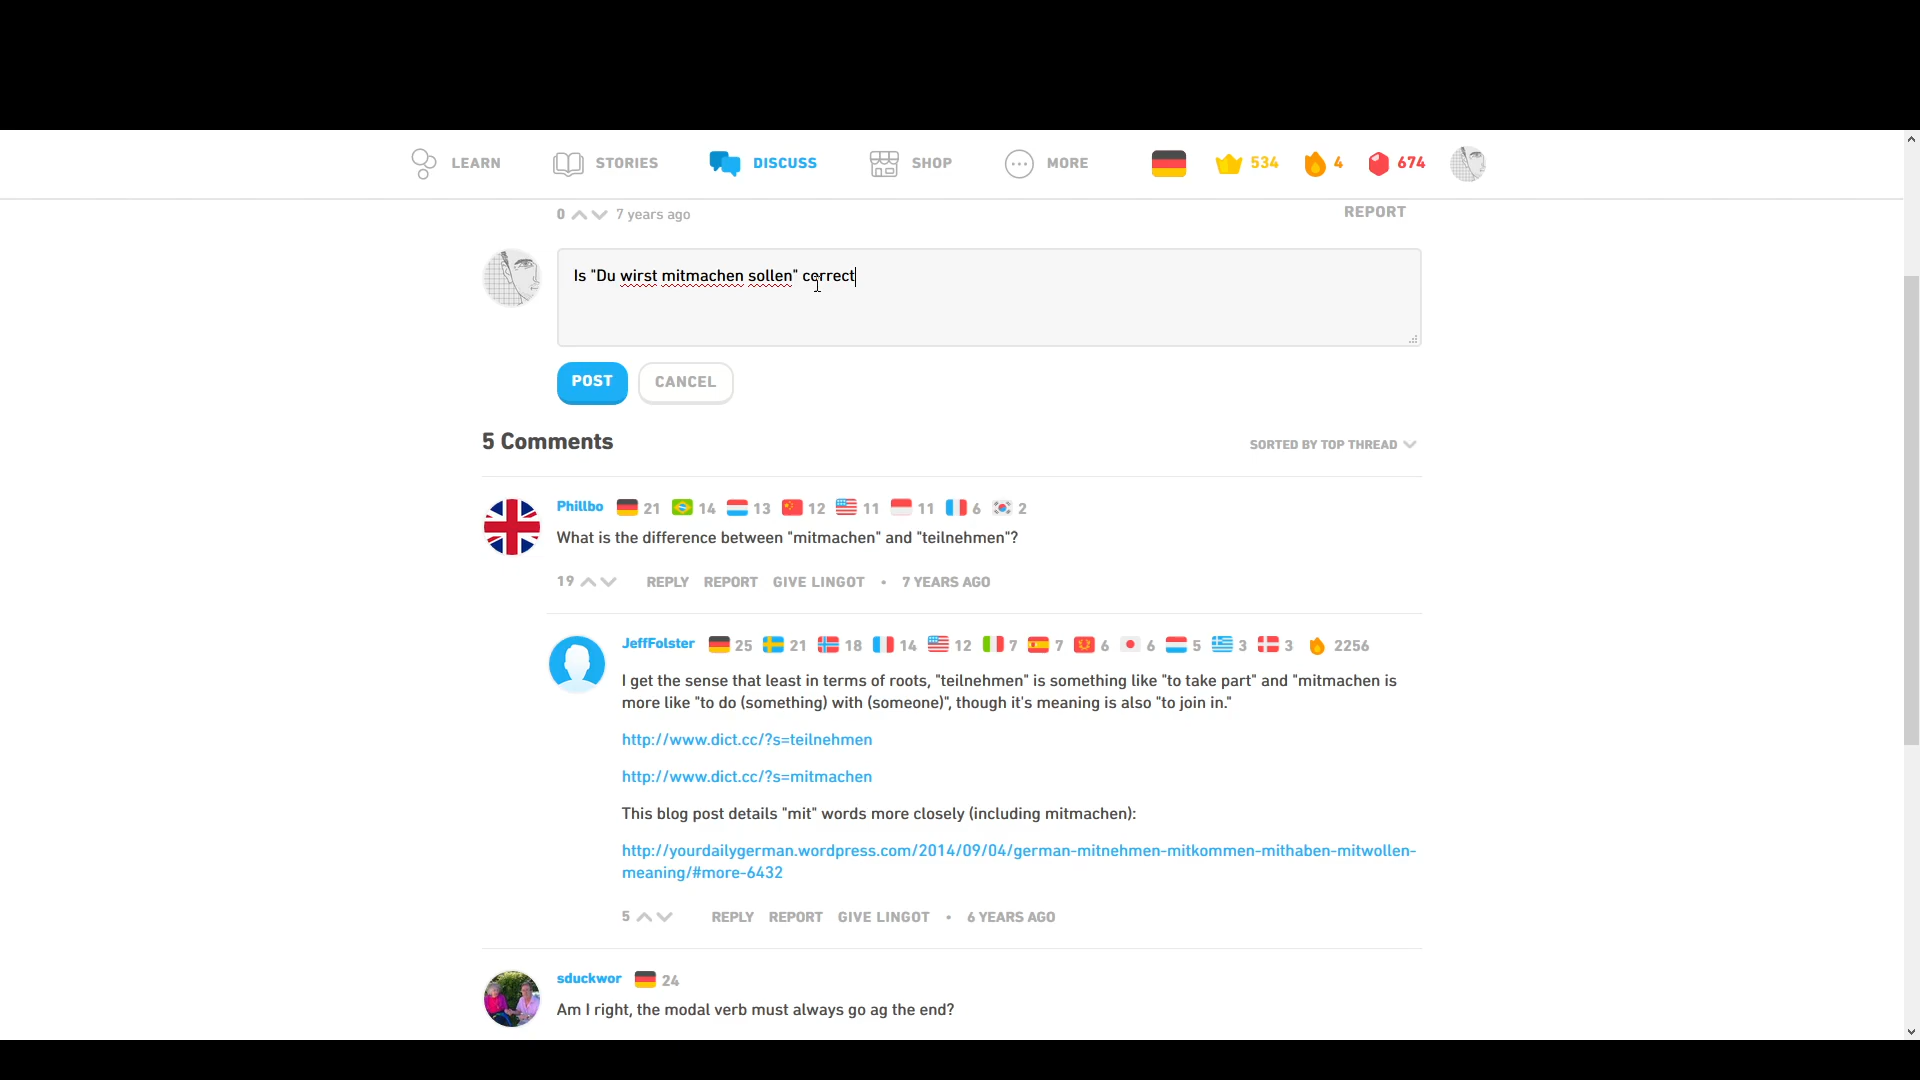 LEARN STORIES DISCUSS SHOP MORE 534 4 674
0 7 years ago REPORT
Is "Du wirst mitmachen sollen" correct
POST CANCEL
5 Comments SORTED BY TOP THREAD
Phillbo 21 14 13 12 11 11 6 2
What is the difference between "mitmachen" and "teilnehmen"?
19 REPLY REPORT GIVE LINGOT • 7 YEARS AGO
JeffFolster 25 21 18 14 12 7 7 6 6 5 3 3 2256
I get the sense that least in terms of roots, "teilnehmen" is something like "to take part" and "mitmachen is
more like "to do (something) with (someone)", though it's meaning is also "to join in."
http://www.dict.cc/?s=teilnehmen
http://www.dict.cc/?s=mitmachen
This blog post details "mit" words more closely (including mitmachen):
http://yourdailygerman.wordpress.com/2014/09/04/german-mitnehmen-mitkommen-mithaben-mitwollen-
meaning/#more-6432
5 REPLY REPORT GIVE LINGOT • 6 YEARS AGO
sduckwor 24
Am I right, the modal verb must always go ag the end?